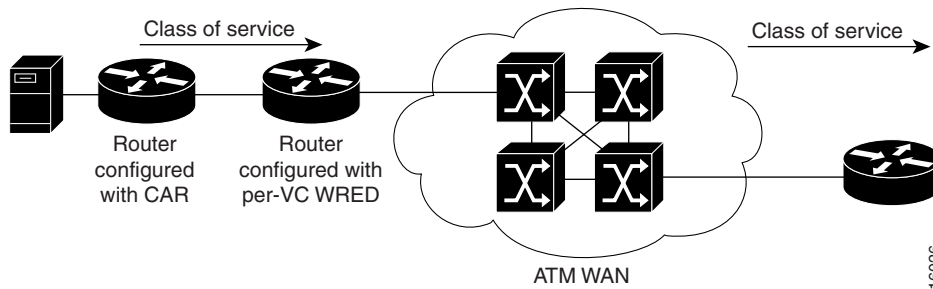 Class of service
Class of service
Router
configured
with CAR
Router
configured with
per-VC WRED
ATM WAN